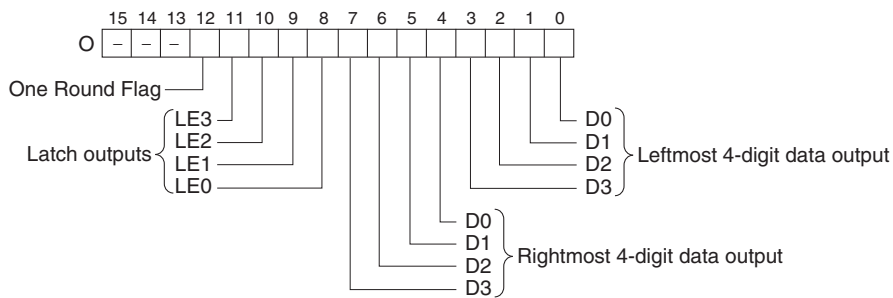 15 14 13 12 11 10 9 8 7 6 5 4 3 2 1 0
O – – –
One Round Flag
LE3
LE2
LE1
LE0
Latch outputs
D0
D1
D2
D3
Leftmost 4-digit data output
D0
D1
D2
D3
Rightmost 4-digit data output